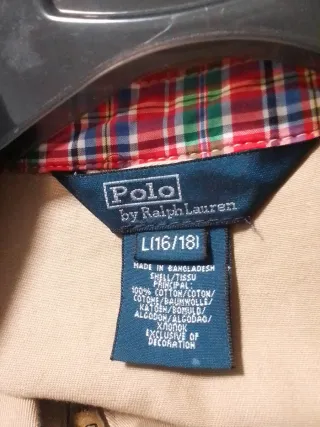 Polo
by Ralph Lauren
L(16/18)
MADE IN BANGLADESH
SHELL/TISSU
PRINCIPAL:
100% COTTON/COTON/
COTONE/BAUMWOLLE/
KATOEN/BOMULD/
ALGODON/ALGODAO/
ХЛОПОК
EXCLUSIVE OF
DECORATION